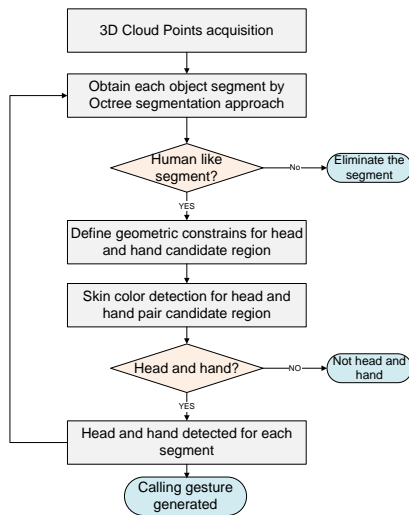 3D Cloud Points acquisition
Obtain each object segment by
Octree segmentation approach
Human like
segment?
No
Eliminate the
segment
YES
Define geometric constrains for head
and hand candidate region
Skin color detection for head and
hand pair candidate region
Head and hand?
NO
Not head and
hand
YES
Head and hand detected for each
segment
Calling gesture
generated